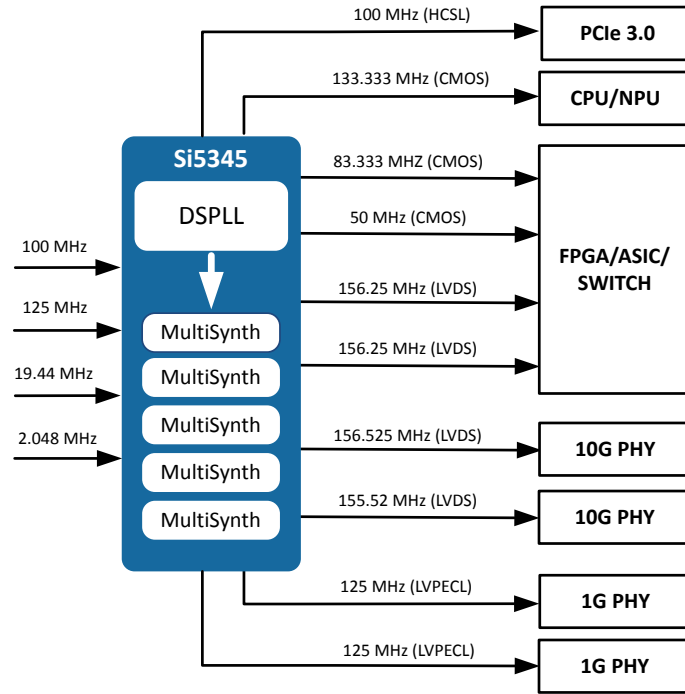 100 MHz (HCSL)
PCIe 3.0
133.333 MHz (CMOS)
CPU/NPU
Si5345
DSPLL
MultiSynth
MultiSynth
MultiSynth
MultiSynth
MultiSynth
100 MHz
125 MHz
19.44 MHz
2.048 MHz
83.333 MHZ (CMOS)
50 MHz (CMOS)
156.25 MHz (LVDS)
156.25 MHz (LVDS)
FPGA/ASIC/
SWITCH
156.525 MHz (LVDS)
10G PHY
155.52 MHz (LVDS)
10G PHY
125 MHz (LVPECL)
1G PHY
125 MHz (LVPECL)
1G PHY